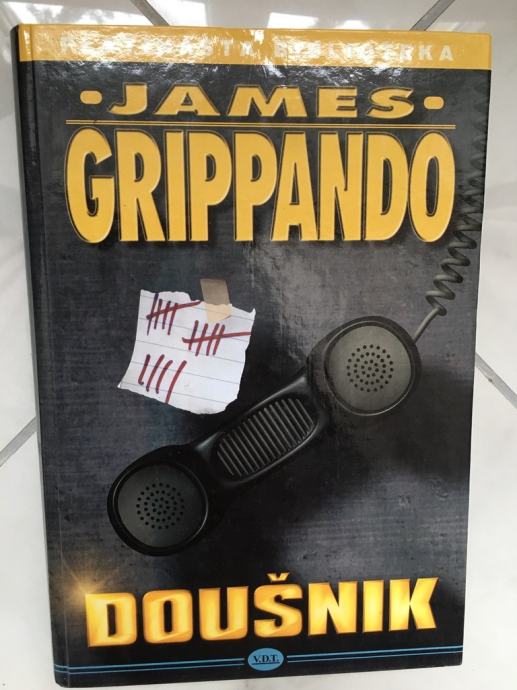 BIBLIOTEKA
·JAMES·
GRIPPANDO
DOUŠNIK
V.D.T.